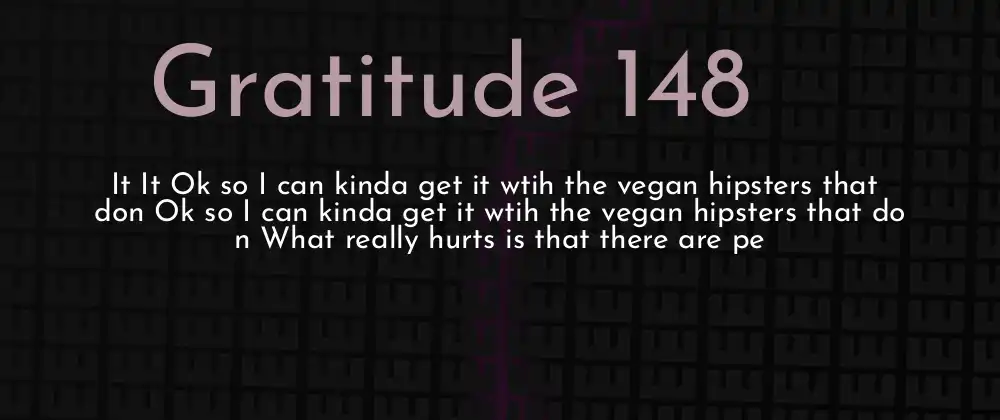 Gratitude 148
It It Ok so I can kinda get it wtih the vegan hipsters that
don Ok so I can kinda get it wtih the vegan hipsters that do
n What really hurts is that there are pe